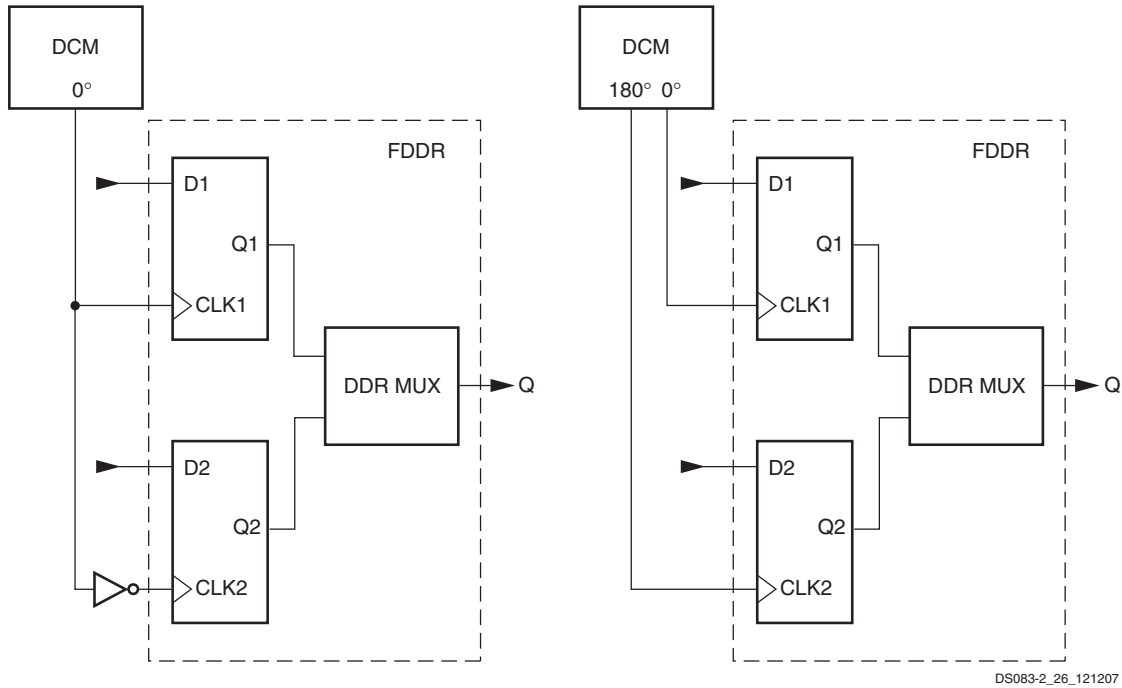 DCM
0°
FDDR
D1
Q1
CLK1
DDR MUX
Q
D2
Q2
CLK2
DCM
180° 0°
FDDR
D1
Q1
CLK1
DDR MUX
Q
D2
Q2
CLK2
DS083-2_26_121207